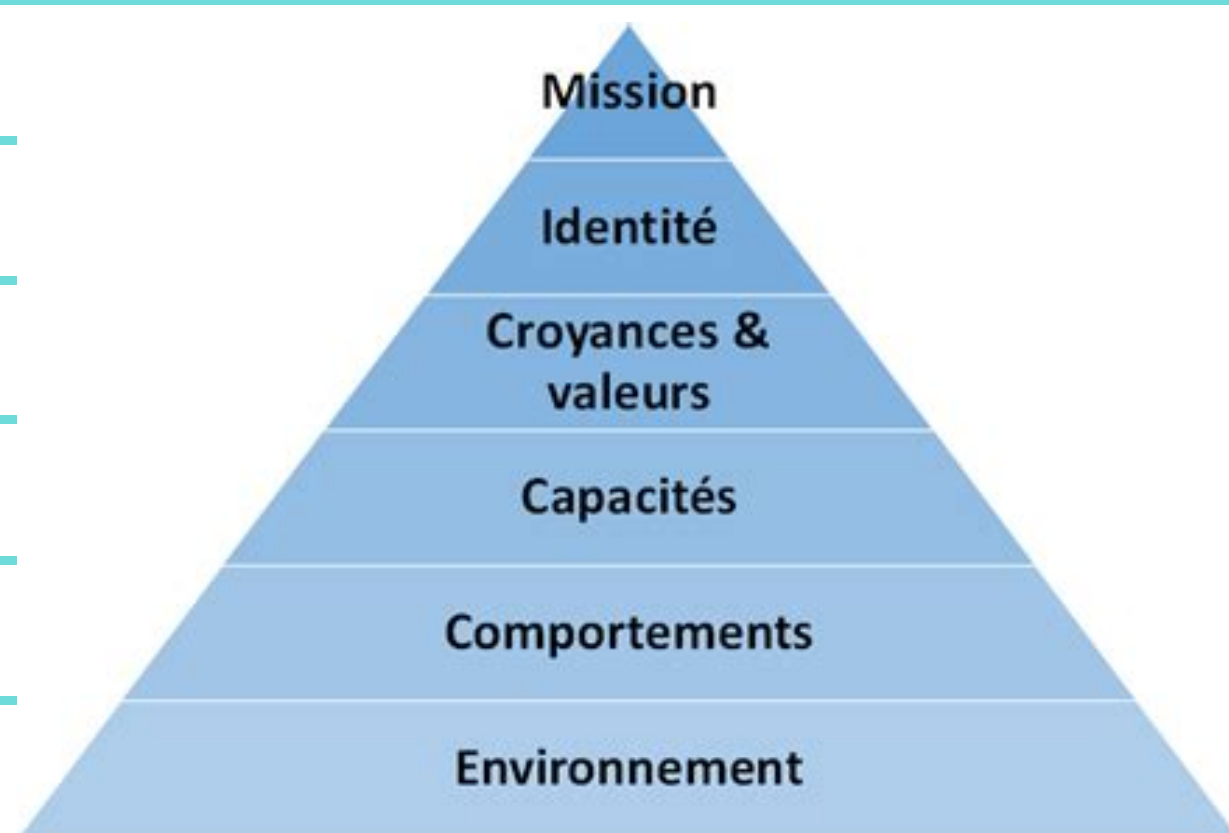 Mission
Identité
Croyances &
valeurs
Capacités
Comportements
Environnement